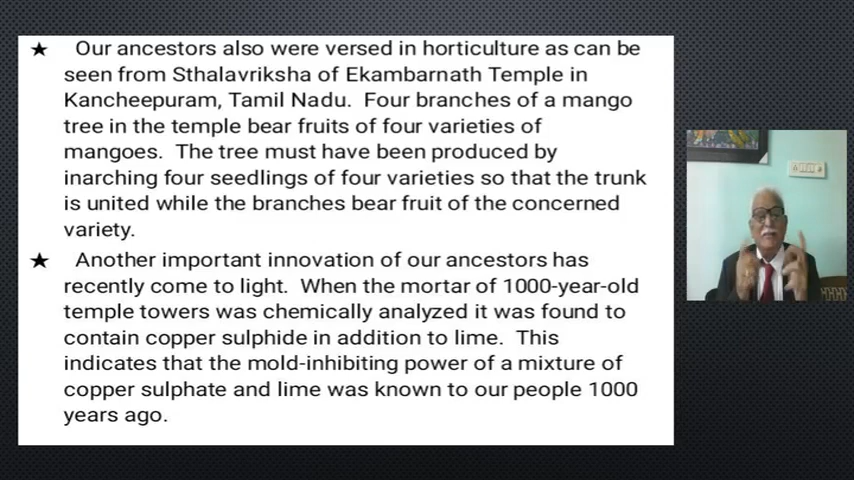 ★ Our ancestors also were versed in horticulture as can be
seen from Sthalavriksha of Ekambarnath Temple in
Kancheepuram, Tamil Nadu. Four branches of a mango
tree in the temple bear fruits of four varieties of
mangoes. The tree must have been produced by
inarching four seedlings of four varieties so that the trunk
is united while the branches bear fruit of the concerned
variety.
★ Another important innovation of our ancestors has
recently come to light. When the mortar of 1000-year-old
temple towers was chemically analyzed it was found to
contain copper sulphide in addition to lime. This
indicates that the mold-inhibiting power of a mixture of
copper sulphate and lime was known to our people 1000
years ago.